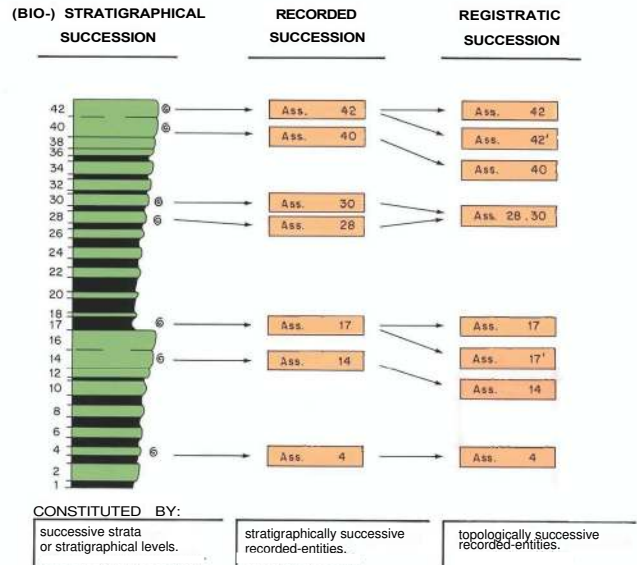 (BIO-) STRATIGRAPHICAL
SUCCESSION
RECORDED
SUCCESSION
REGISTRATIC
SUCCESSION
42
40
38
36
34
32
30
28
26
24
22
20
18
17
16
14
12
10
8
6
4
2
1
Ass. 42
Ass. 40
Ass. 30
Ass. 28
Ass. 17
Ass. 14
Ass. 4
Ass. 42
Ass. 42'
Ass. 40
Ass. 28.30
Ass. 17
Ass. 17'
Ass. 14
Ass. 4
CONSTITUTED BY:
successive strata
or stratigraphical levels.
stratigraphically successive
recorded-entities.
topologically successive
recorded-entities.